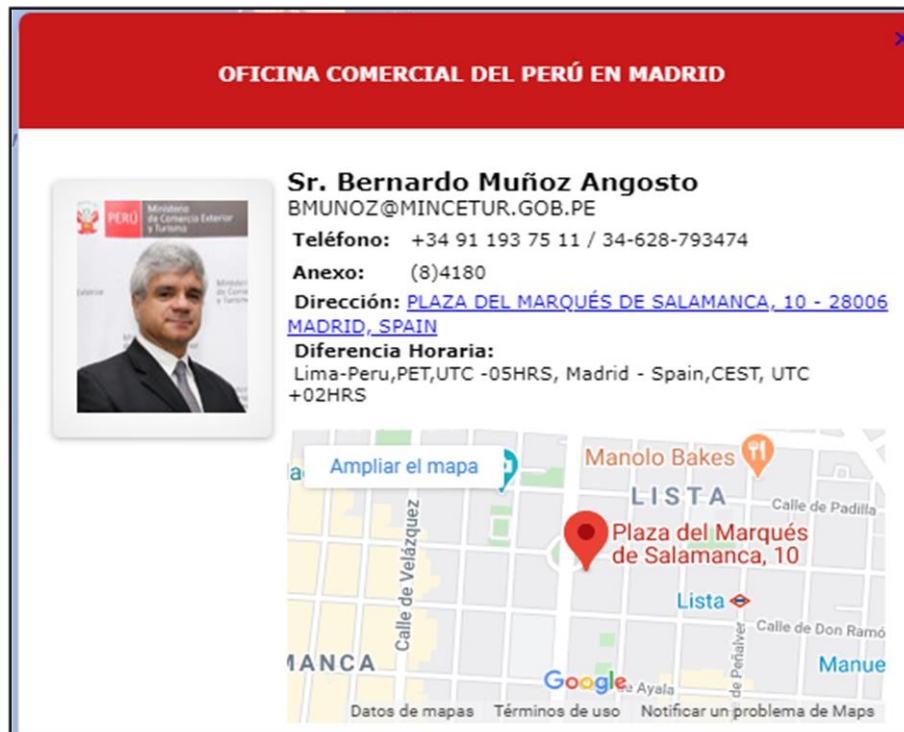 OFICINA COMERCIAL DEL PERÚ EN MADRID
PERÚ
Ministerio
de Comercio Exterior
y Turismo
Sr. Bernardo Muñoz Angosto
BMUNOZ@MINCETUR.GOB.PE
Teléfono: +34 91 193 75 11 / 34-628-793474
Anexo: (8)4180
Dirección: PLAZA DEL MARQUÉS DE SALAMANCA, 10 - 28006
MADRID, SPAIN
Diferencia Horaria:
Lima-Peru,PET,UTC -05HRS, Madrid - Spain,CEST, UTC
+02HRS
Ampliar el mapa
Manolo Bakes
LISTA
Calle de Padilla
Calle de Velázquez
Plaza del Marqués
de Salamanca, 10
Lista
Calle de Don Ramó
de Peñalver
MANCA
Manue
Google
Ayala
Datos de mapas Términos de uso Notificar un problema de Maps